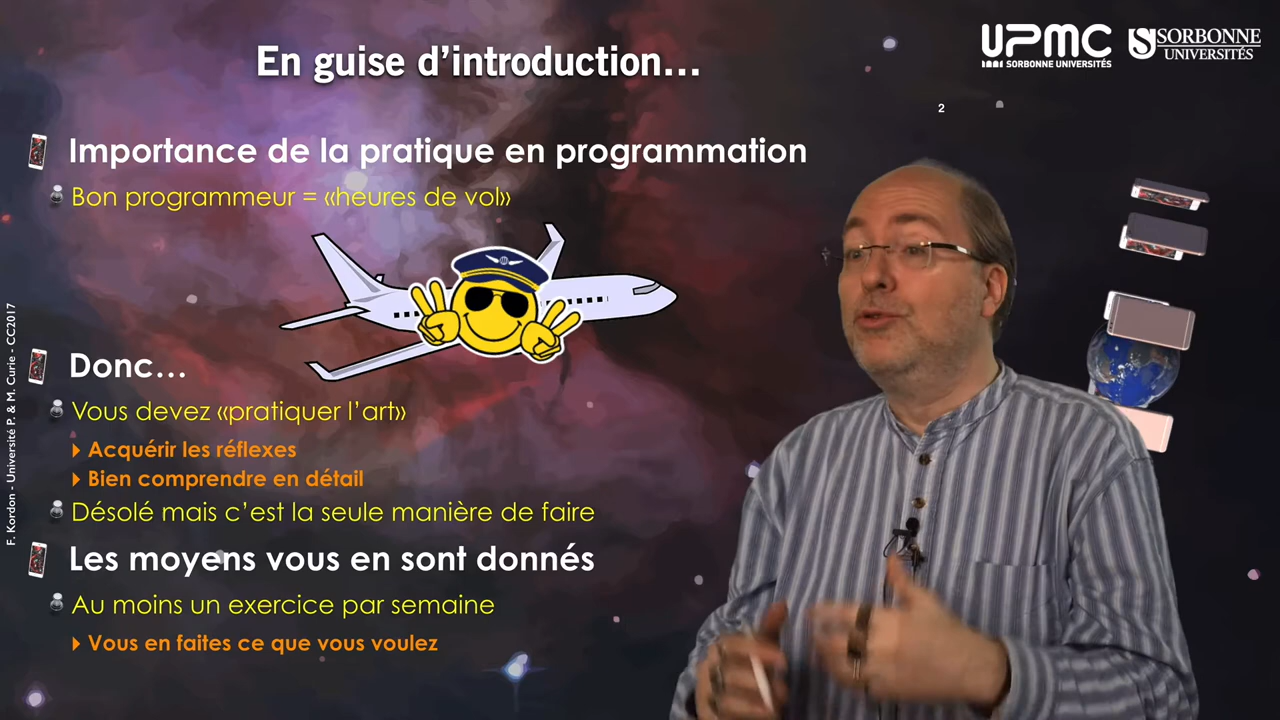 En guise d’introduction...
UPMC
SORBONNE UNIVERSITÉS
SORBONNE
UNIVERSITÉS
2
Importance de la pratique en programmation
Bon programmeur = «heures de vol»
Donc...
Vous devez «pratiquer l’art»
Acquérir les réflexes
Bien comprendre en détail
Désolé mais c’est la seule manière de faire
Les moyens vous en sont donnés
Au moins un exercice par semaine
Vous en faites ce que vous voulez
F. Kordon - Université P. & M. Curie - CC2017